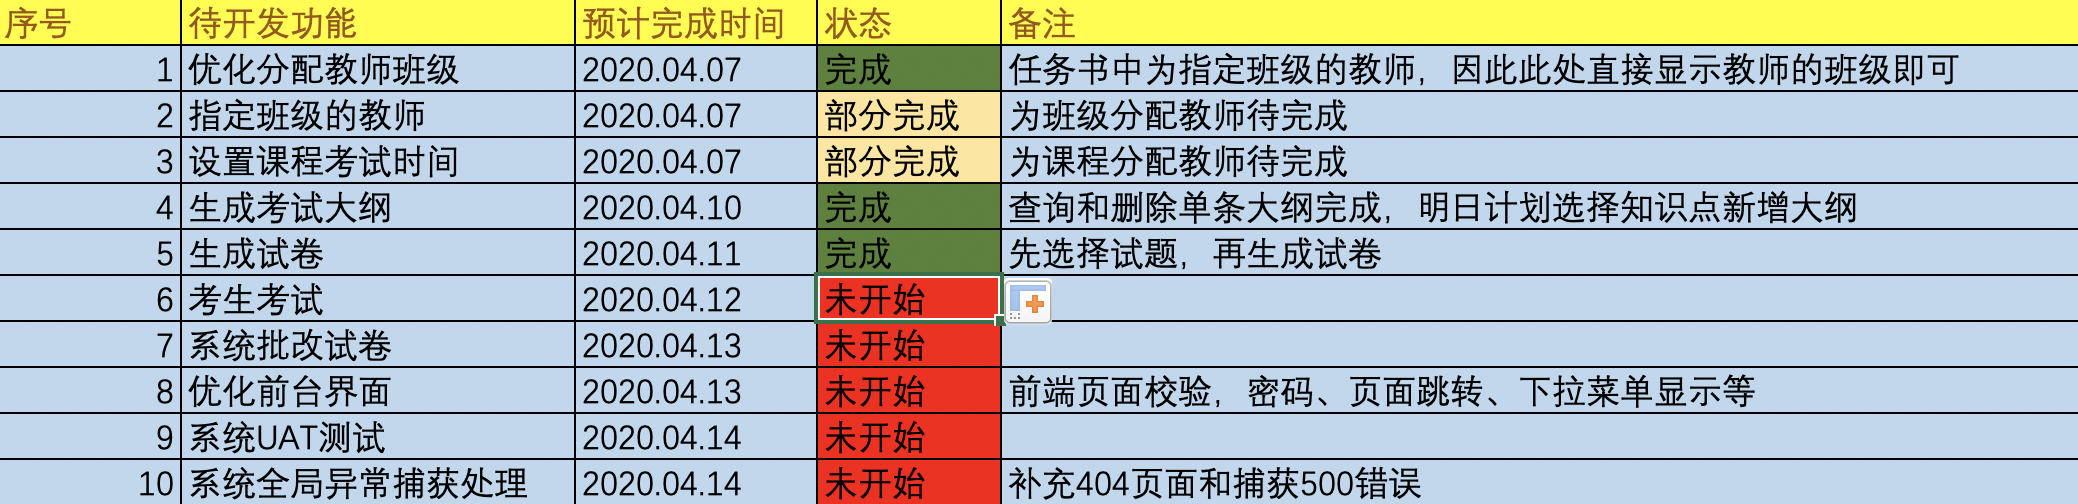 序号 待开发功能 预计完成时间 状态 备注
1 优化分配教师班级 2020.04.07 完成 任务书中为指定班级的教师，因此此处直接显示教师的班级即可
2 指定班级的教师 2020.04.07 部分完成 为班级分配教师待完成
3 设置课程考试时间 2020.04.07 部分完成 为课程分配教师待完成
4 生成考试大纲 2020.04.10 完成 查询和删除单条大纲完成，明日计划选择知识点新增大纲
5 生成试卷 2020.04.11 完成 先选择试题，再生成试卷
6 考生考试 2020.04.12 未开始
7 系统批改试卷 2020.04.13 未开始
8 优化前台界面 2020.04.13 未开始 前端页面校验，密码、页面跳转、下拉菜单显示等
9 系统UAT测试 2020.04.14 未开始
10 系统全局异常捕获处理 2020.04.14 未开始 补充404页面和捕获500错误